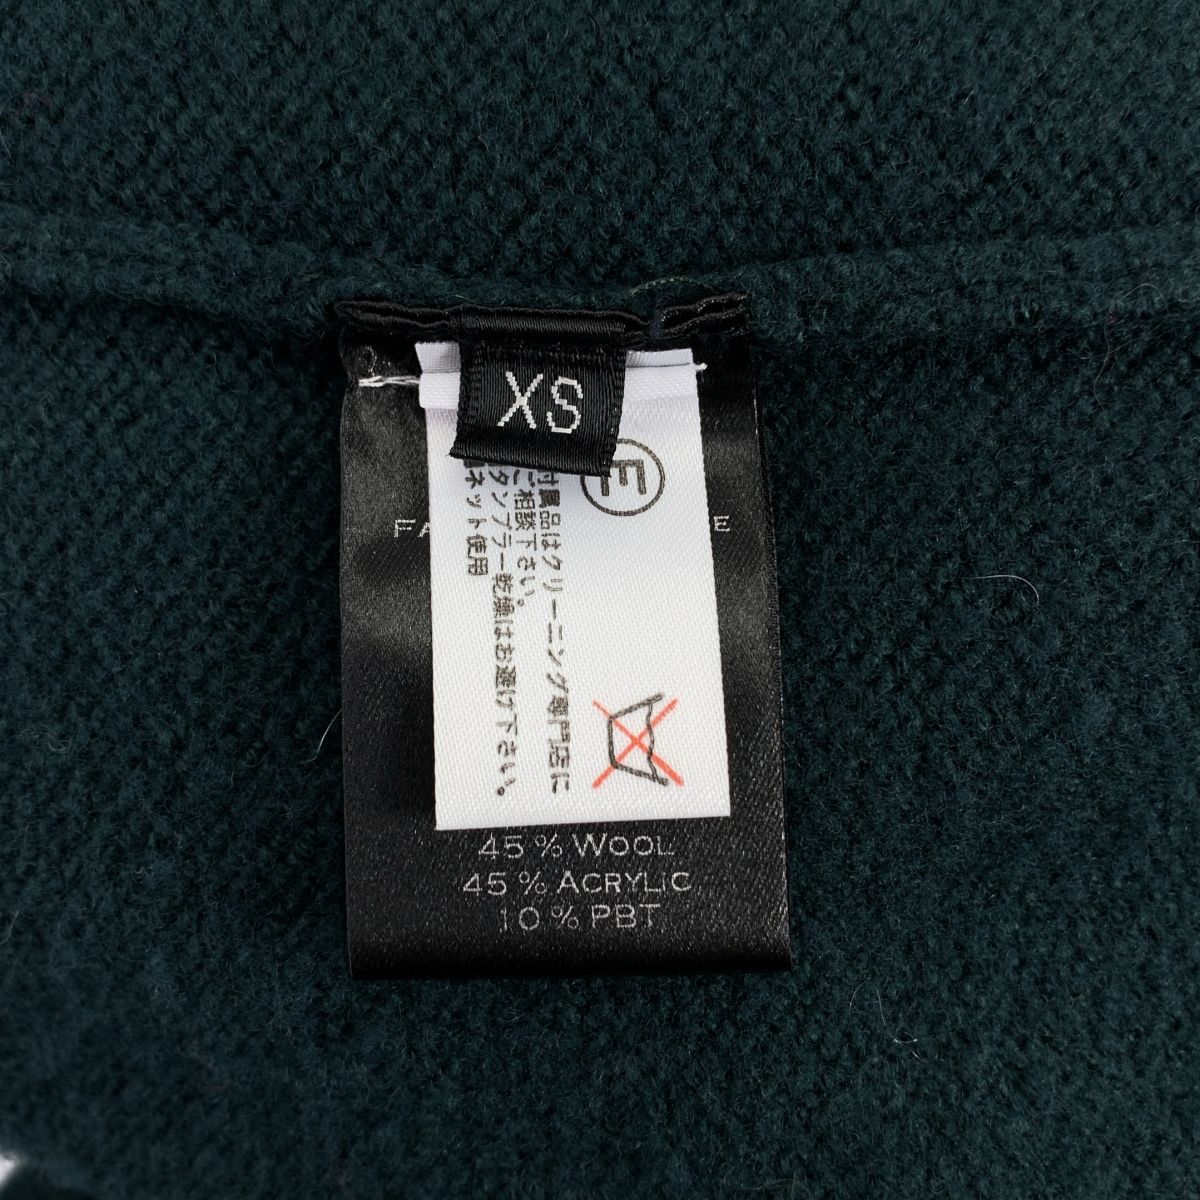 XS
F
付属品はクリーニング専門店に
ご相談下さい。
タンブラー乾燥はお避け下さい。
ネット使用
45 % WOOL
45 % ACRYLIC
10 % PBT